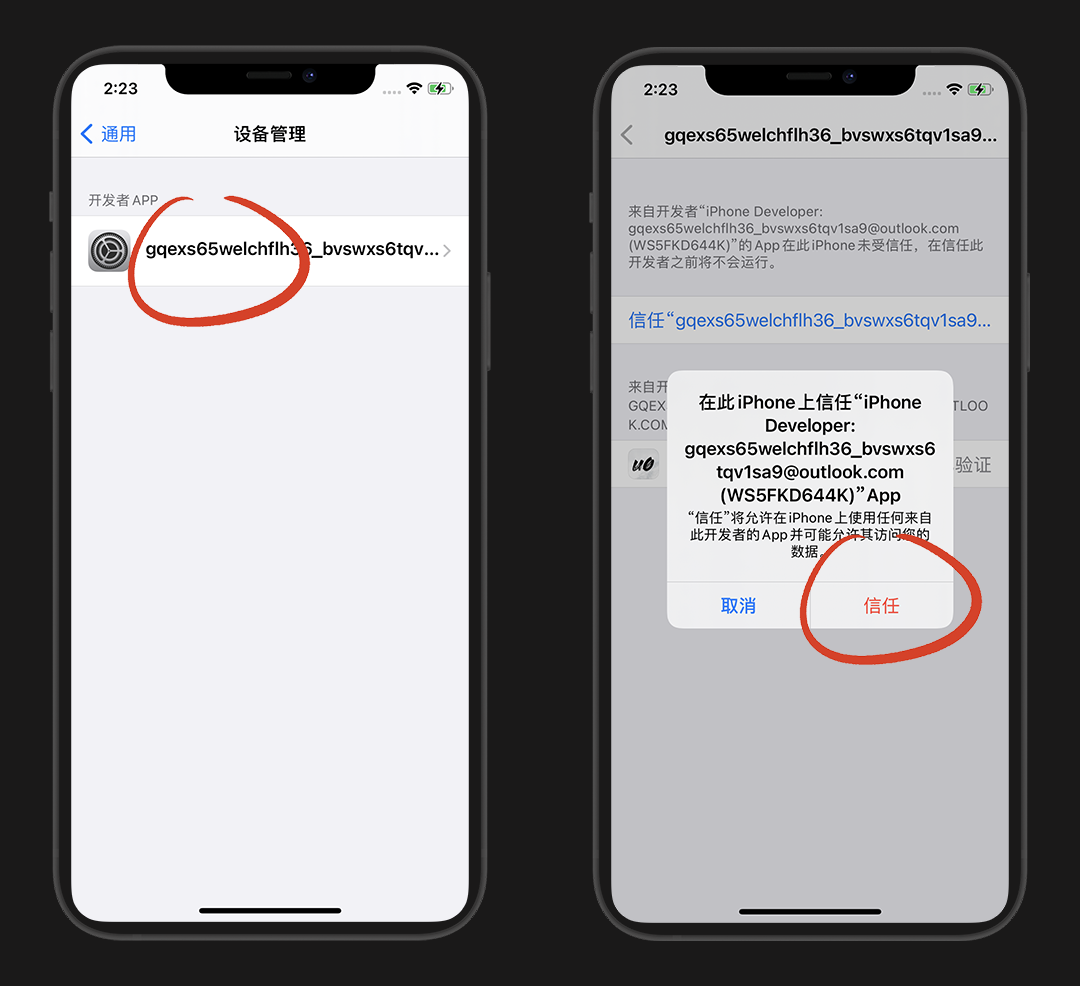 2:23
通用
设备管理
开发者 APP
gqexs65welchflh36_bvswxs6tqv...
2:23
gqexs65welchflh36_bvswxs6tqv1sa9...
来自开发者“iPhone Developer:
gqexs65welchflh36_bvswxs6tqv1sa9@outlook.com
(WS5FKD644K)”的 App 在此 iPhone 未受信任，在信任此
开发者之前将不会运行。
信任“gqexs65welchflh36_bvswxs6tqv1sa9...
来自开
GQEX
TLOO
K.COM
u0
验证
在此 iPhone 上信任“iPhone
Developer:
gqexs65welchflh36_bvswxs6
tqv1sa9@outlook.com
(WS5FKD644K)” App
“信任”将允许在 iPhone 上使用任何来自
此开发者的 App 并可能允许其访问您的
数据。
取消
信任